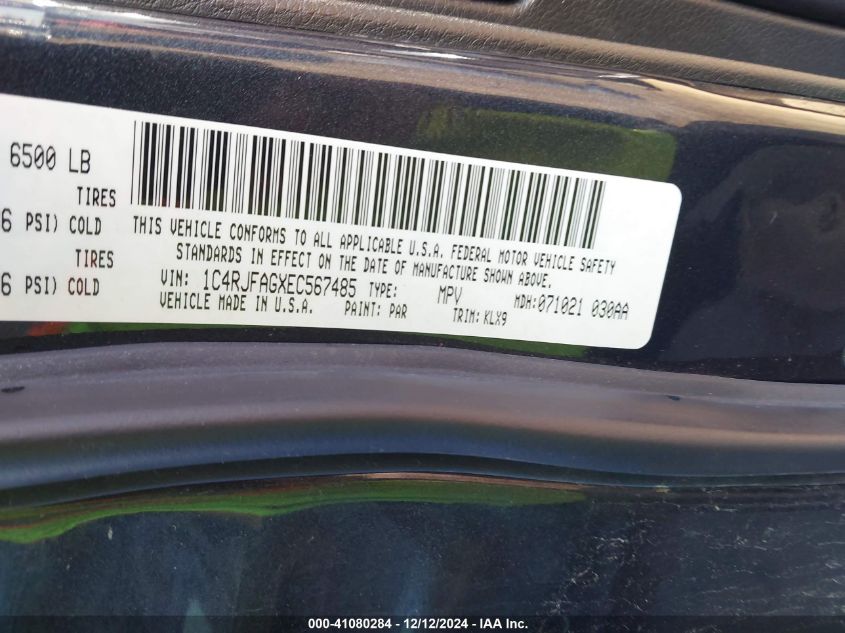 6500 LB
TIRES
6 PSI) COLD
TIRES
6 PSI) COLD
THIS VEHICLE CONFORMS TO ALL APPLICABLE U.S.A. FEDERAL MOTOR VEHICLE SAFETY
STANDARDS IN EFFECT ON THE DATE OF MANUFACTURE SHOWN ABOVE.
VIN: 1C4RJFAGXEC567485 TYPE: MPV MDH:071021 030AA
VEHICLE MADE IN U.S.A. PAINT: PAR TRIM: KLX9
000-41080284 - 12/12/2024 - IAA Inc.